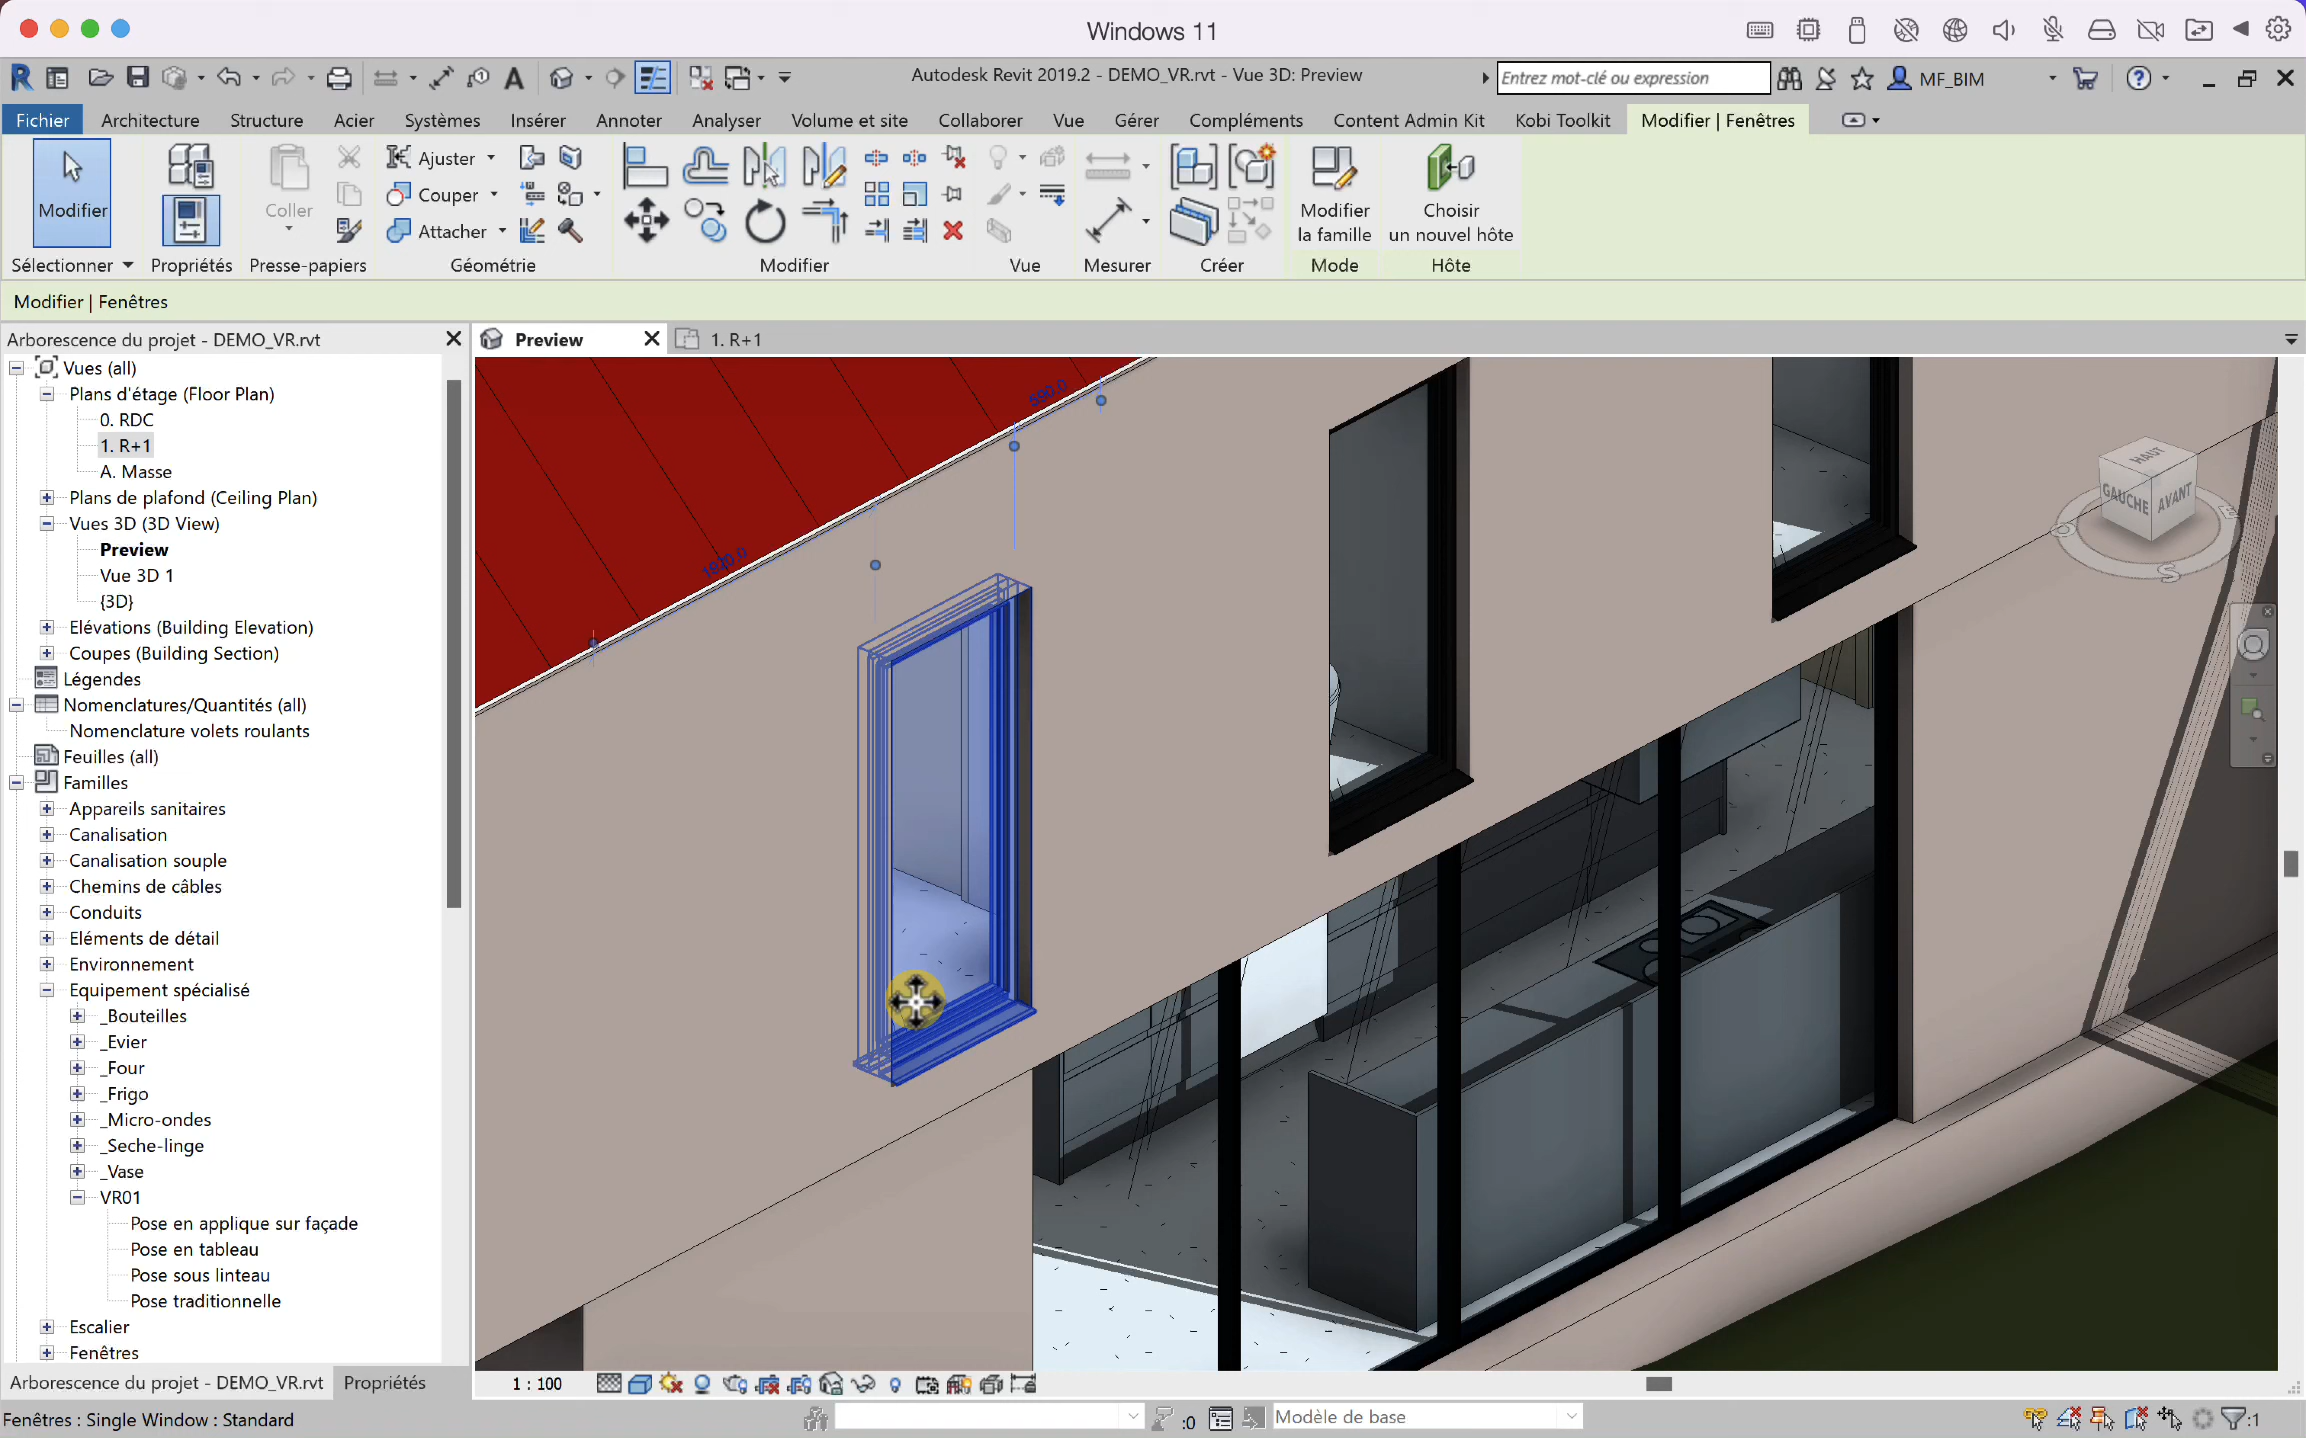 Windows 11
Autodesk Revit 2019.2 - DEMO_VR.rvt - Vue 3D: Preview
Entrez mot-clé ou expression
MF_BIM
Fichier Architecture Structure Acier Systèmes Insérer Annoter Analyser Volume et site Collaborer Vue Gérer Compléments Content Admin Kit Kobi Toolkit Modifier | Fenêtres
Modifier
Coller
Ajuster
Couper
Attacher
Modifier
la famille
Choisir
un nouvel hôte
Sélectionner Propriétés Presse-papiers Géométrie Modifier Vue Mesurer Créer Mode Hôte
Modifier | Fenêtres
Arborescence du projet - DEMO_VR.rvt
Preview
1. R+1
Vues (all)
Plans d'étage (Floor Plan)
0. RDC
1. R+1
A. Masse
Plans de plafond (Ceiling Plan)
Vues 3D (3D View)
Preview
Vue 3D 1
{3D}
Elévations (Building Elevation)
Coupes (Building Section)
Légendes
Nomenclatures/Quantités (all)
Nomenclature volets roulants
Feuilles (all)
Familles
Appareils sanitaires
Canalisation
Canalisation souple
Chemins de câbles
Conduits
Eléments de détail
Environnement
Equipement spécialisé
_Bouteilles
_Evier
_Four
_Frigo
_Micro-ondes
_Seche-linge
_Vase
VR01
Pose en applique sur façade
Pose en tableau
Pose sous linteau
Pose traditionnelle
Escalier
Fenêtres
590.0
HAUT
GAUCHE
AVANT
O
E
S
Arborescence du projet - DEMO_VR.rvt
Propriétés
1 : 100
Fenêtres : Single Window : Standard
:0
Modèle de base
:1